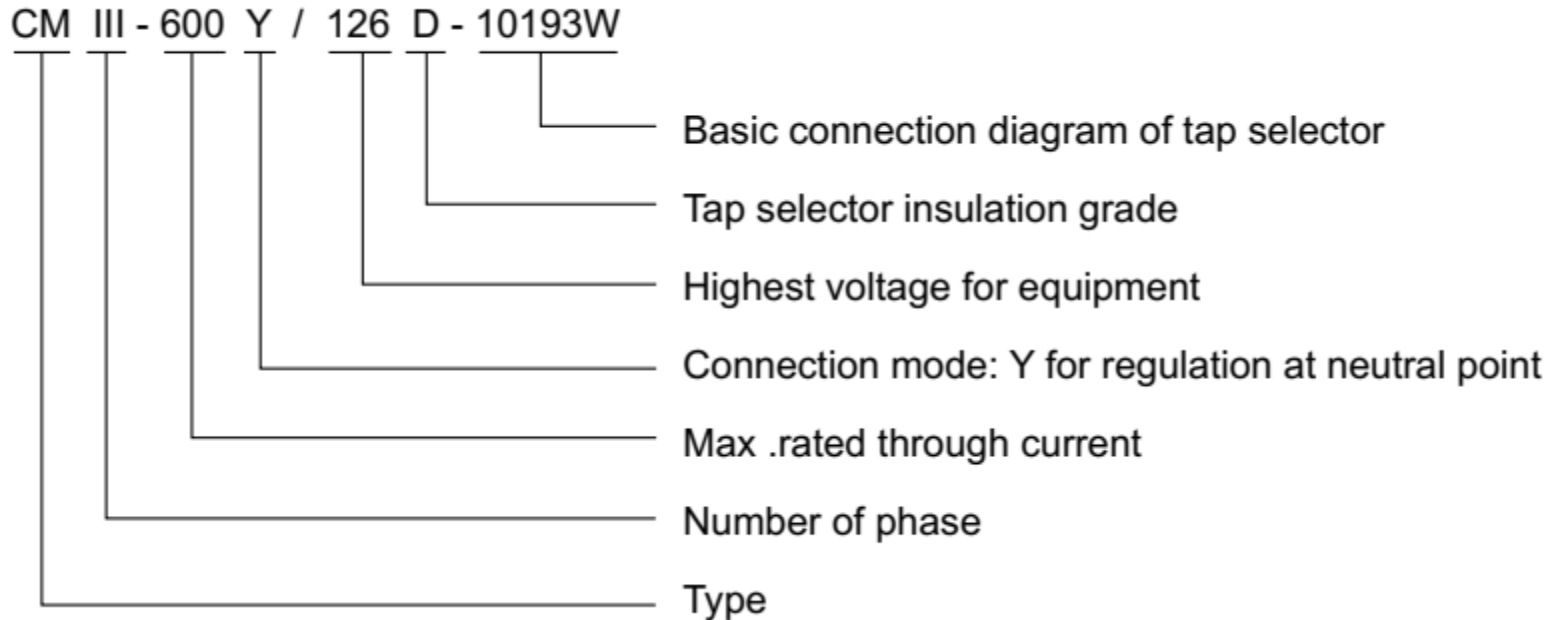 CM III - 600 Y / 126 D - 10193W
Basic connection diagram of tap selector
Tap selector insulation grade
Highest voltage for equipment
Connection mode: Y for regulation at neutral point
Max .rated through current
Number of phase
Type